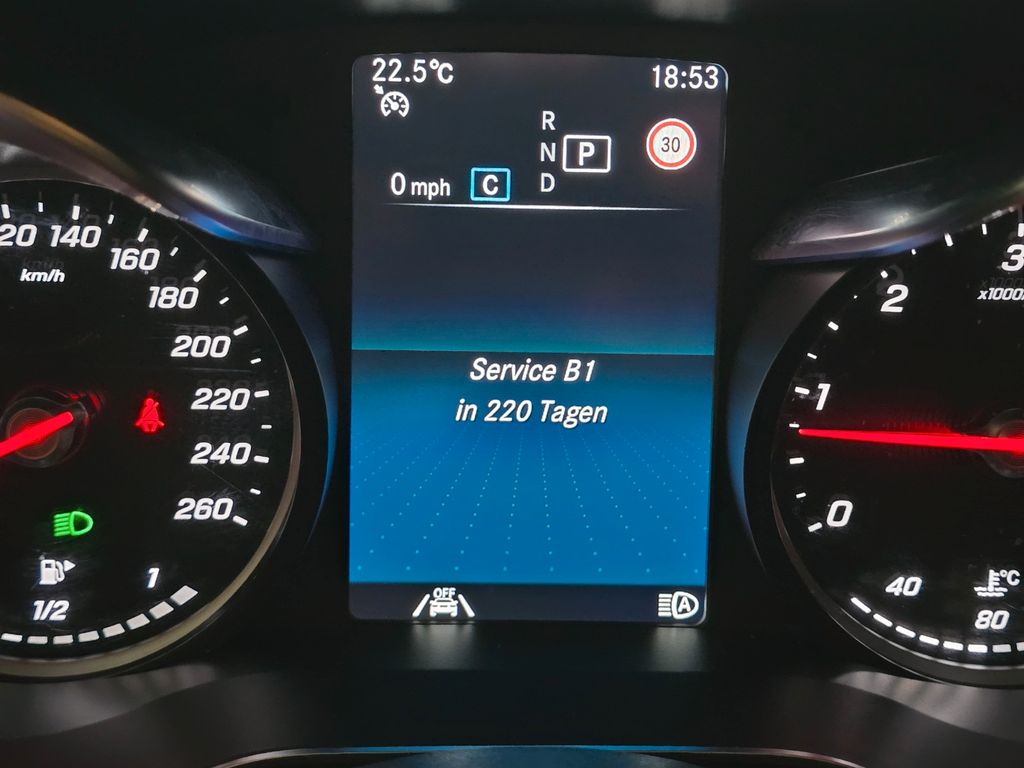 22.5°C 18:53
R
N P 30
0 mph C D
120 140
160
km/h
180
200
220
240
260
1
1/2
Service B1
in 220 Tagen
OFF
A
3
2
x1000
1
0
40 °C
80